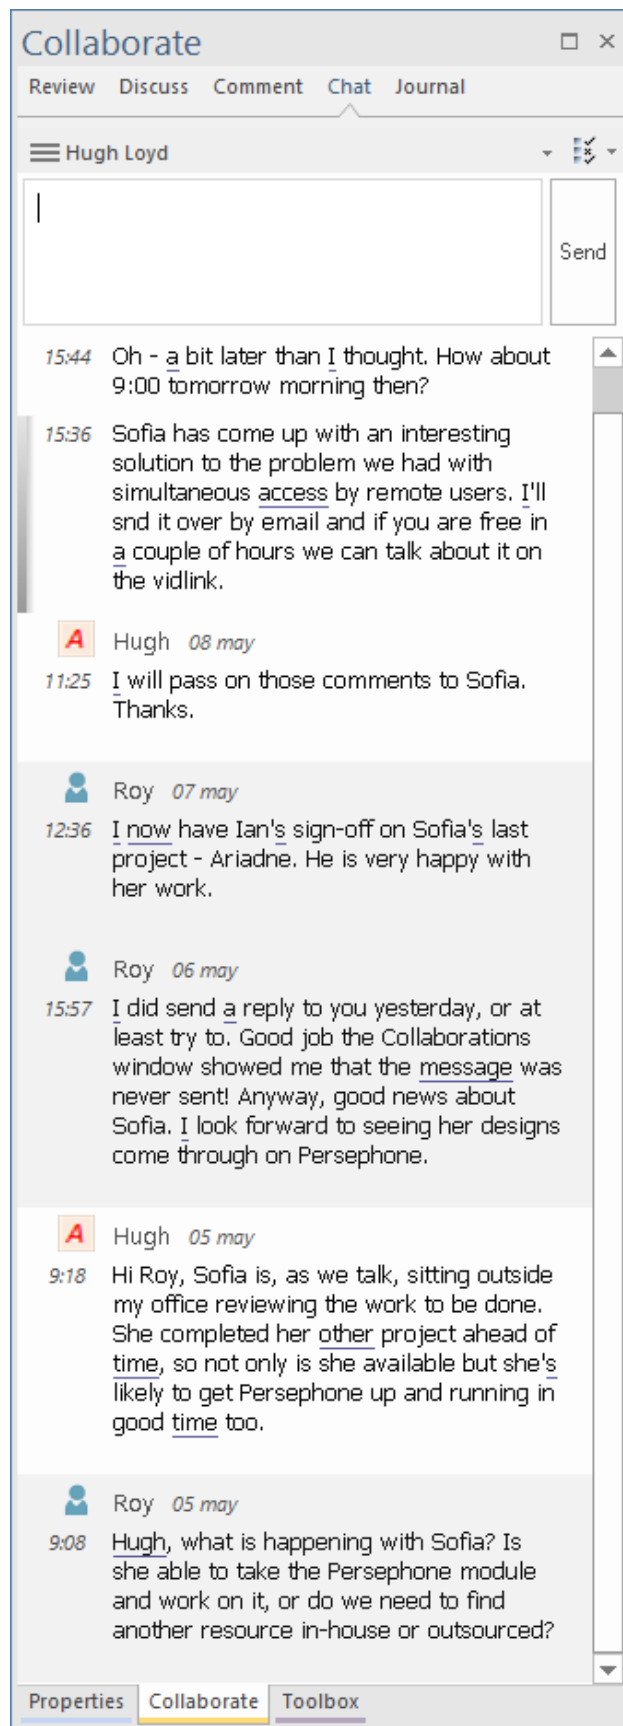 Collaborate
Review Discuss Comment Chat Journal
Hugh Loyd
Send
15:44 Oh - a bit later than I thought. How about
9:00 tomorrow morning then?
15:36 Sofia has come up with an interesting
solution to the problem we had with
simultaneous access by remote users. I'll
snd it over by email and if you are free in
a couple of hours we can talk about it on
the vidlink.
A Hugh 08 may
11:25 I will pass on those comments to Sofia.
Thanks.
Roy 07 may
12:36 I now have Ian's sign-off on Sofia's last
project - Ariadne. He is very happy with
her work.
Roy 06 may
15:57 I did send a reply to you yesterday, or at
least try to. Good job the Collaborations
window showed me that the message was
never sent! Anyway, good news about
Sofia. I look forward to seeing her designs
come through on Persephone.
A Hugh 05 may
9:18 Hi Roy, Sofia is, as we talk, sitting outside
my office reviewing the work to be done.
She completed her other project ahead of
time, so not only is she available but she's
likely to get Persephone up and running in
good time too.
Roy 05 may
9:08 Hugh, what is happening with Sofia? Is
she able to take the Persephone module
and work on it, or do we need to find
another resource in-house or outsourced?
Properties Collaborate Toolbox